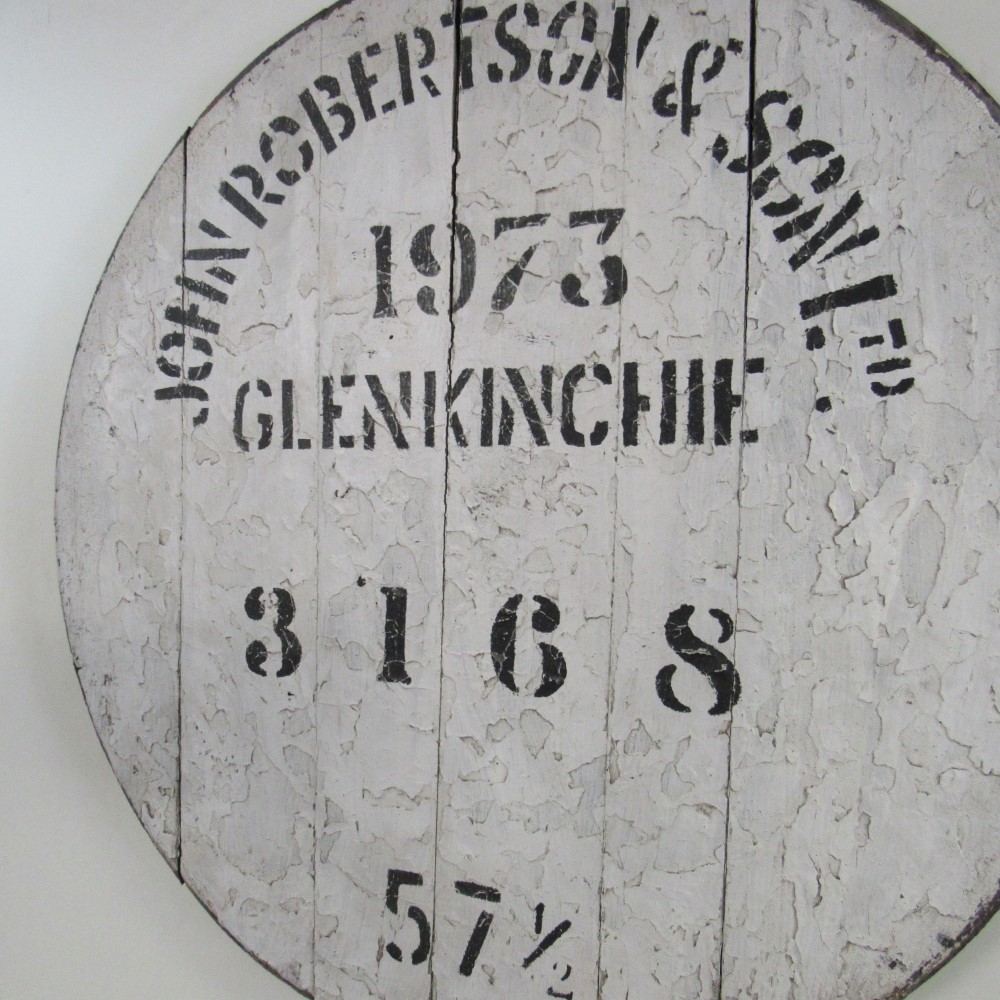 JOHN ROBERTSON & SON LTD.
1973
GLENKINCHIE
3168
57½